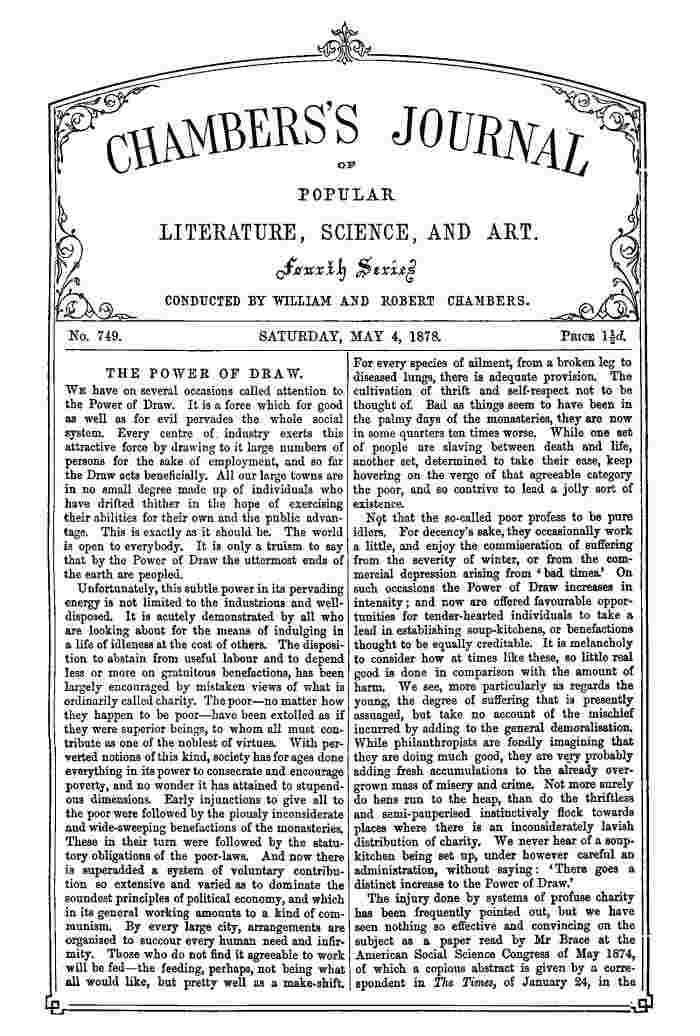 CHAMBERS'S JOURNAL
OF
POPULAR
LITERATURE, SCIENCE, AND ART.
Fourth Series
CONDUCTED BY WILLIAM AND ROBERT CHAMBERS.
No. 749.
SATURDAY, MAY 4, 1878.
PRICE 1½d.
THE POWER OF DRAW.
WE have on several occasions called attention to
the Power of Draw. It is a force which for good
as well as for evil pervades the whole social
system. Every centre of industry exerts this
attractive force by drawing to it large numbers of
persons for the sake of employment, and so far
the Draw acts beneficially. All our large towns are
in no small degree made up of individuals who
have drifted thither in the hope of exercising
their abilities for their own and the public advan-
tage. This is exactly as it should be. The world
is open to everybody. It is only a truism to say
that by the Power of Draw the uttermost ends of
the earth are peopled.
Unfortunately, this subtle power in its pervading
energy is not limited to the industrious and well-
disposed. It is acutely demonstrated by all who
are looking about for the means of indulging in
a life of idleness at the cost of others. The disposi-
tion to abstain from useful labour and to depend
less or more on gratuitous benefactions, has been
largely encouraged by mistaken views of what is
ordinarily called charity. The poor—no matter how
they happen to be poor—have been extolled as if
they were superior beings, to whom all must con-
tribute as one of the noblest of virtues. With per-
verted notions of this kind, society has for ages done
everything in its power to consecrate and encourage
poverty, and no wonder it has attained to stupend-
ous dimensions. Early injunctions to give all to
the poor were followed by the piously inconsiderate
and wide-sweeping benefactions of the monasteries.
These in their turn were followed by the statu-
tory obligations of the poor-laws. And now there
is superadded a system of voluntary contribu-
tion so extensive and varied as to dominate the
soundest principles of political economy, and which
in its general working amounts to a kind of com-
munism. By every large city, arrangements are
organised to succour every human need and infir-
mity. Those who do not find it agreeable to work
will be fed—the feeding, perhaps, not being what
all would like, but pretty well as a make-shift.
For every species of ailment, from a broken leg to
diseased lungs, there is adequate provision. The
cultivation of thrift and self-respect not to be
thought of. Bad as things seem to have been in
the palmy days of the monasteries, they are now
in some quarters ten times worse. While one set
of people are slaving between death and life,
another set, determined to take their ease, keep
hovering on the verge of that agreeable category
the poor, and so contrive to lead a jolly sort of
existence.
Not that the so-called poor profess to be pure
idlers. For decency's sake, they occasionally work
a little, and enjoy the commiseration of suffering
from the severity of winter, or from the com-
mercial depression arising from 'bad times.' On
such occasions the Power of Draw increases in
intensity; and now are offered favourable oppor-
tunities for tender-hearted individuals to take a
lead in establishing soup-kitchens, or benefactions
thought to be equally creditable. It is melancholy
to consider how at times like these, so little real
good is done in comparison with the amount of
harm. We see, more particularly as regards the
young, the degree of suffering that is presently
assuaged, but take no account of the mischief
incurred by adding to the general demoralisation.
While philanthropists are fondly imagining that
they are doing much good, they are very probably
adding fresh accumulations to the already over-
grown mass of misery and crime. Not more surely
do hens run to the heap, than do the thriftless
and semi-pauperised instinctively flock towards
places where there is an inconsiderately lavish
distribution of charity. We never hear of a soup-
kitchen being set up, under however careful an
administration, without saying: 'There goes a
distinct increase to the Power of Draw.'
The injury done by systems of profuse charity
has been frequently pointed out, but we have
seen nothing so effective and convincing on the
subject as a paper read by Mr Brace at the
American Social Science Congress of May 1874,
of which a copious abstract is given by a corre-
spondent in The Times, of January 24, in the